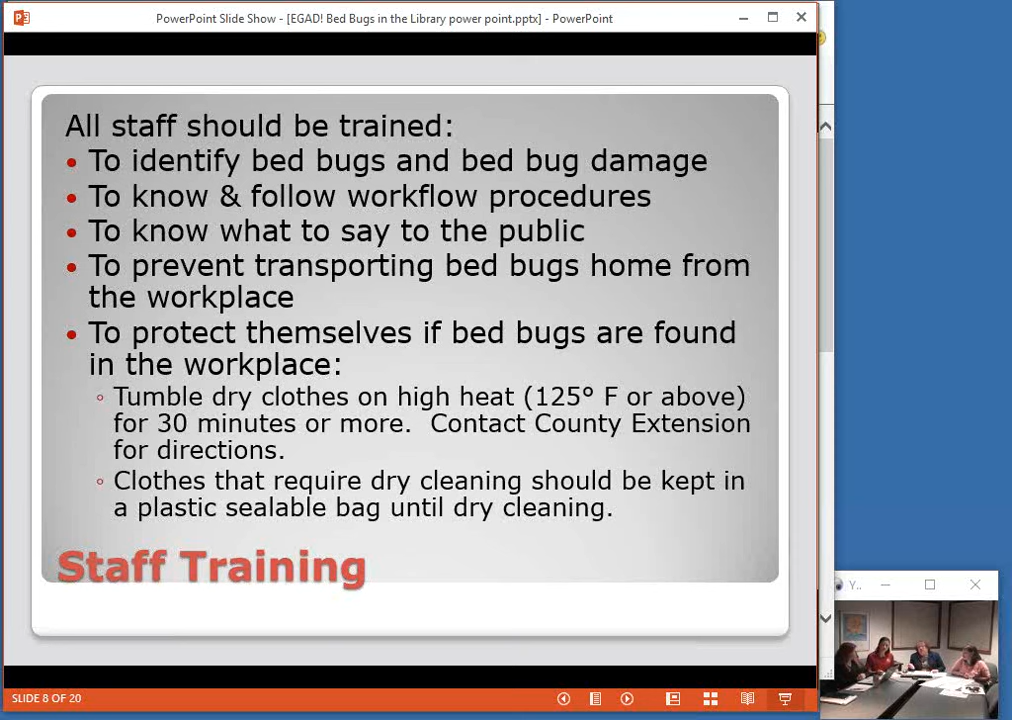 PowerPoint Slide Show - [EGAD! Bed Bugs in the Library power point.pptx] - PowerPoint
All staff should be trained:
• To identify bed bugs and bed bug damage
• To know & follow workflow procedures
• To know what to say to the public
• To prevent transporting bed bugs home from
the workplace
• To protect themselves if bed bugs are found
in the workplace:
◦ Tumble dry clothes on high heat (125° F or above)
for 30 minutes or more.  Contact County Extension
for directions.
◦ Clothes that require dry cleaning should be kept in
a plastic sealable bag until dry cleaning.
Staff Training
Y..
SLIDE 8 OF 20